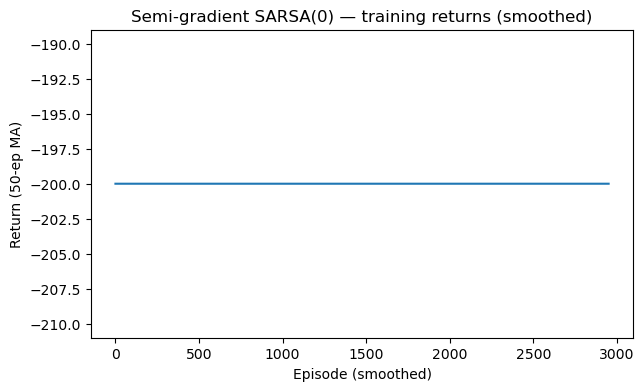 Semi-gradient SARSA(0) — training returns (smoothed)
Return (50-ep MA)
−190.0
−192.5
−195.0
−197.5
−200.0
−202.5
−205.0
−207.5
−210.0
0 500 1000 1500 2000 2500 3000
Episode (smoothed)